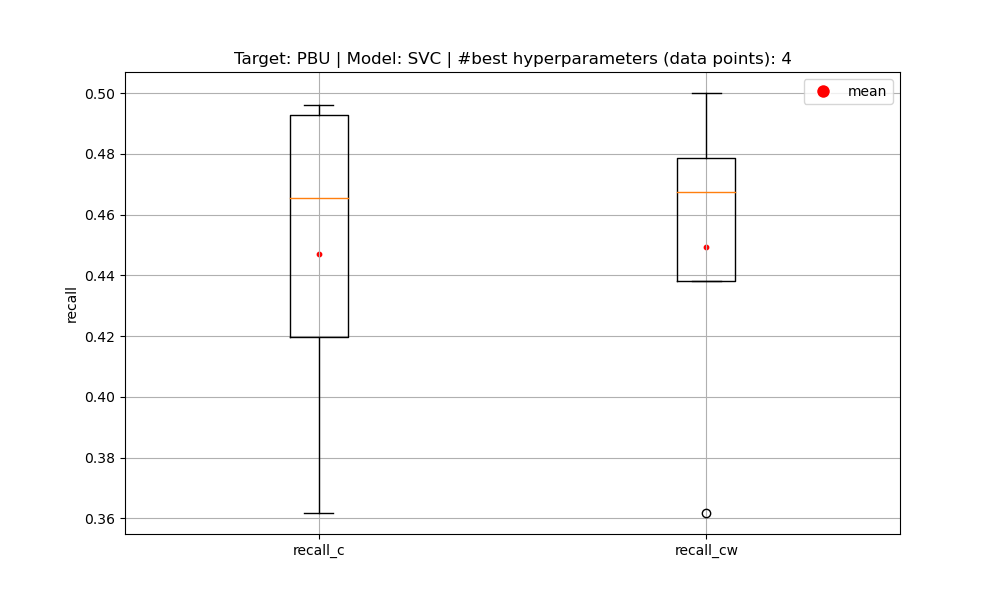 Target: PBU | Model: SVC | #best hyperparameters (data points): 4
mean
0.50
0.48
0.46
0.44
0.42
0.40
0.38
0.36
recall
recall_c
recall_cw